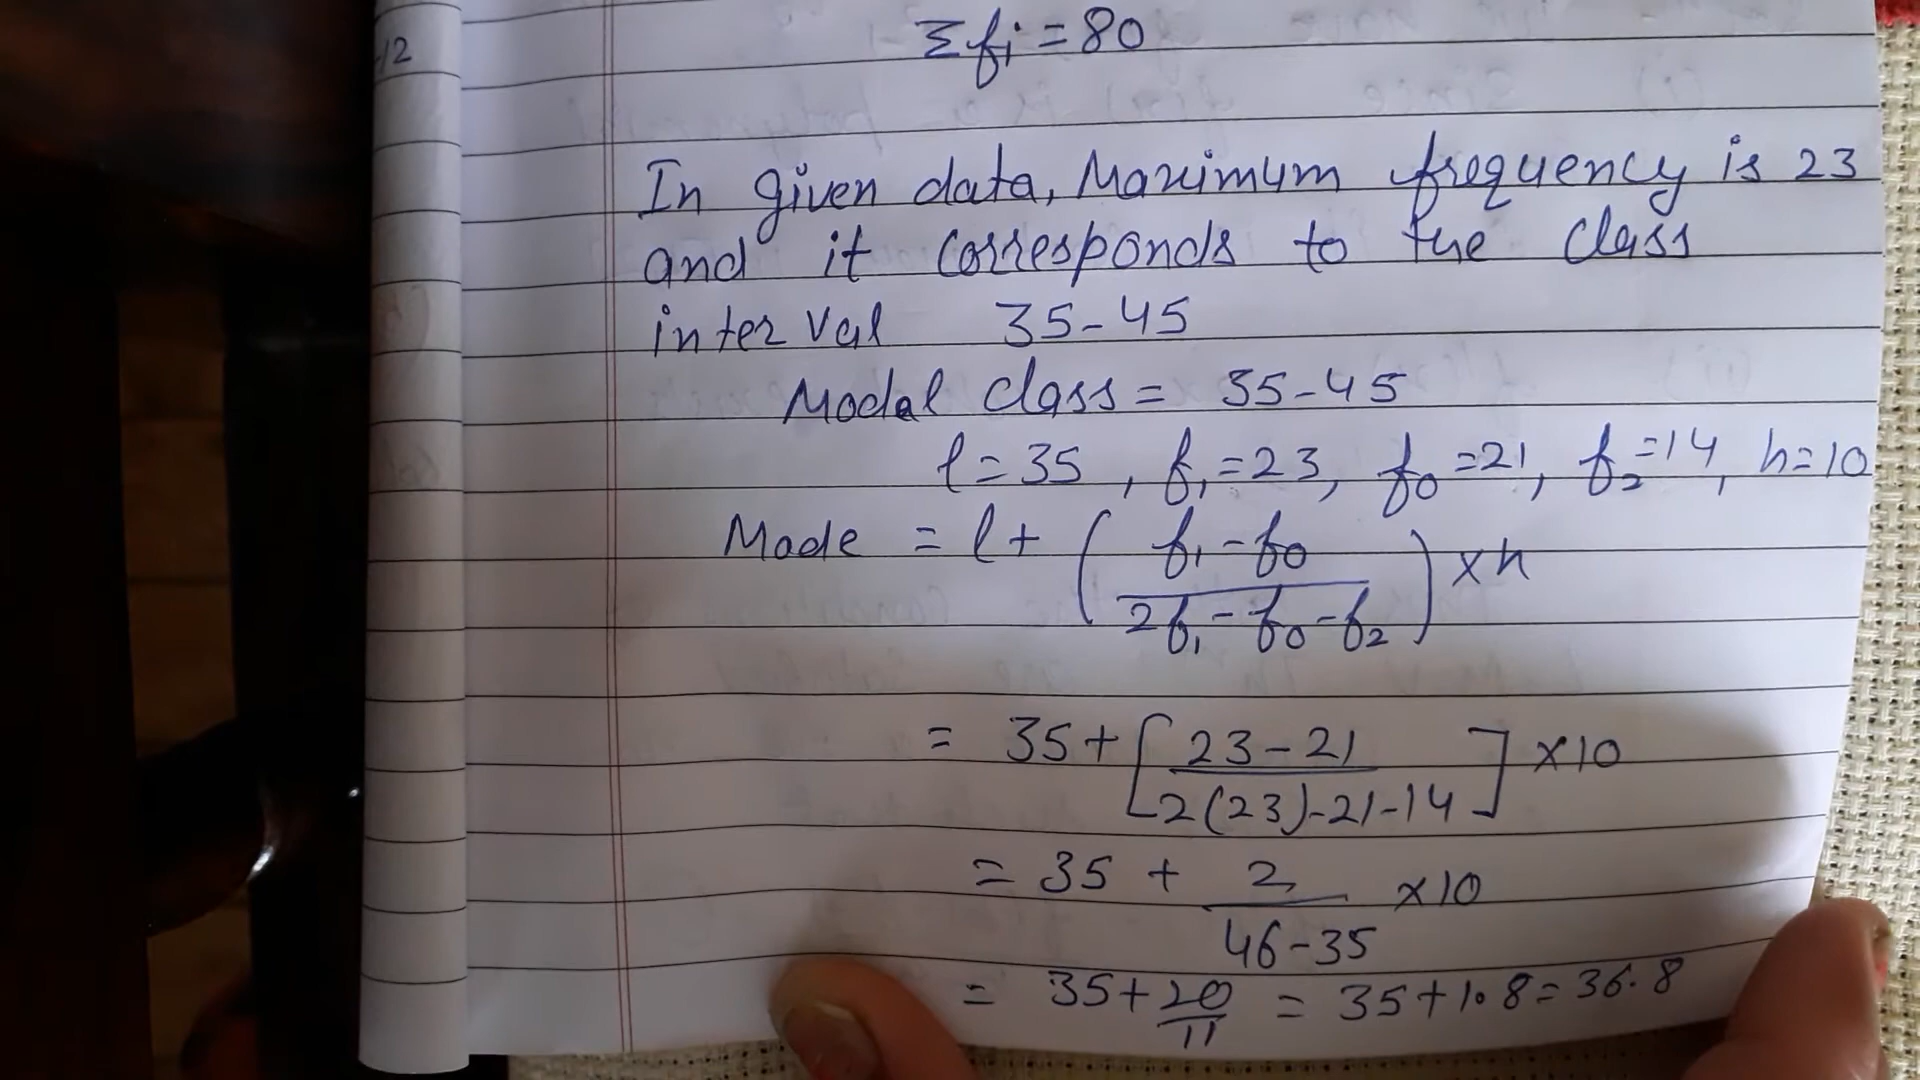 -12
Σfi = 80
In given data, Maximum frequency is 23
and it corresponds to the class
interval 35-45
Modal class = 35-45
l = 35, f₁ = 23, f₀ = 21, f₂ = 14, h = 10
Mode = l + (f₁ - f₀ / 2f₁ - f₀ - f₂) × h
= 35 + [23 - 21 / 2(23) - 21 - 14] × 10
= 35 + 2 / 46 - 35 × 10
= 35 + 20/11 = 35 + 1.8 = 36.8